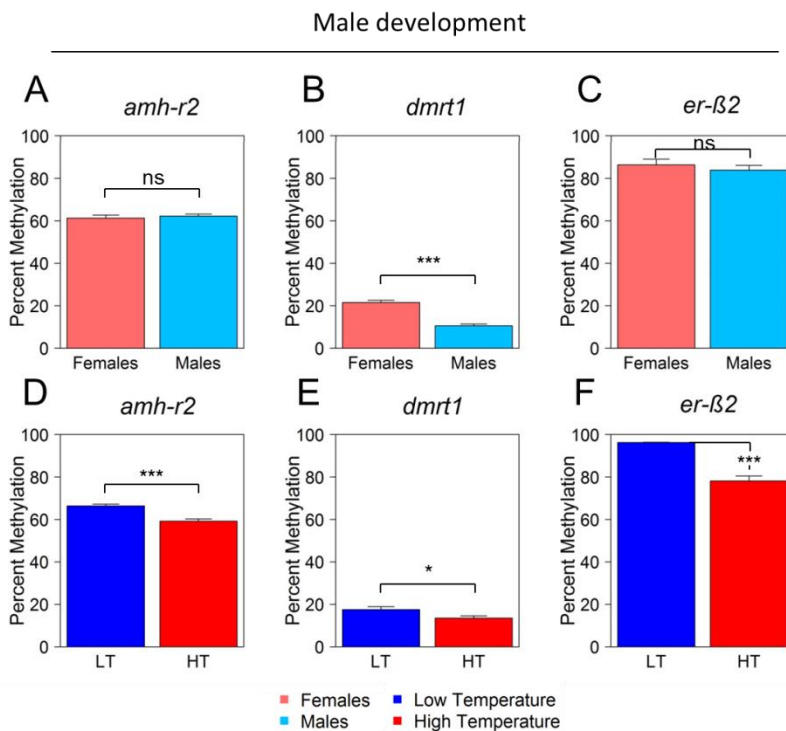 Male development
A
amh-r2
Percent Methylation
100
80
60
40
20
0
ns
Females
Males
B
dmrt1
Percent Methylation
100
80
60
40
20
0
***
Females
Males
C
er-ß2
Percent Methylation
100
80
60
40
20
0
ns
Females
Males
D
amh-r2
Percent Methylation
100
80
60
40
20
0
***
LT
HT
E
dmrt1
Percent Methylation
100
80
60
40
20
0
*
LT
HT
F
er-ß2
Percent Methylation
100
80
60
40
20
0
***
LT
HT
Females
Low Temperature
Males
High Temperature